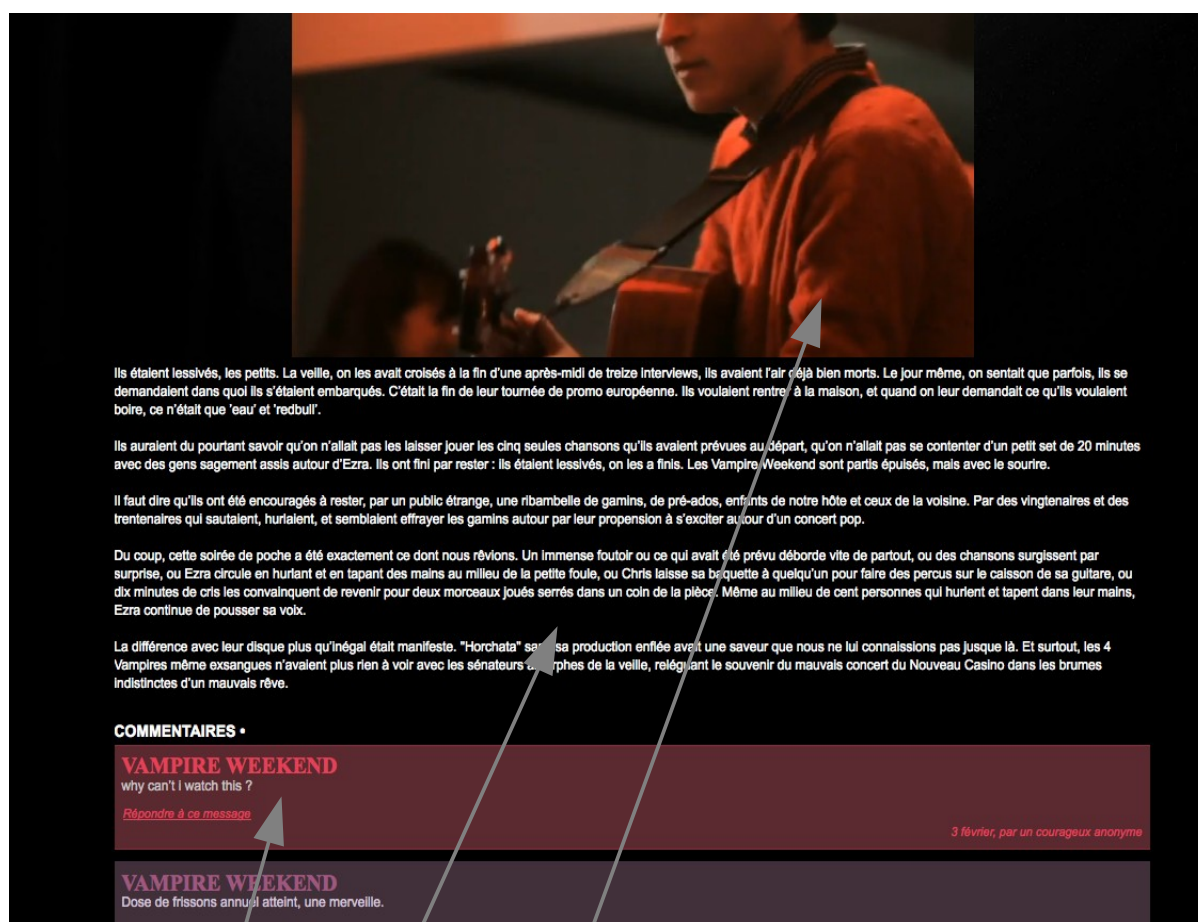 Ils étaient lessivés, les petits. La veille, on les avait croisés à la fin d'une après-midi de treize interviews, ils avaient l'air déjà bien morts. Le jour même, on sentait que parfois, ils se
demandaient dans quoi ils s'étaient embarqués. C'était la fin de leur tournée de promo européenne. Ils voulaient rentrer à la maison, et quand on leur demandait ce qu'ils voulaient
boire, ce n'était que 'eau' et 'redbull'.
Ils auraient du pourtant savoir qu'on n'allait pas les laisser jouer les cinq seules chansons qu'ils avaient prévues au départ, qu'on n'allait pas se contenter d'un petit set de 20 minutes
avec des gens sagement assis autour d'Ezra. Ils ont fini par rester : ils étaient lessivés, on les a finis. Les Vampire Weekend sont partis épuisés, mais avec le sourire.
Il faut dire qu'ils ont été encouragés à rester, par un public étrange, une ribambelle de gamins, de pré-ados, enfants de notre hôte et ceux de la voisine. Par des vingtenaires et des
trentenaires qui sautaient, hurlaient, et semblaient effrayer les gamins autour par leur propension à s'exciter autour d'un concert pop.
Du coup, cette soirée de poche a été exactement ce dont nous rêvions. Un immense foutoir ou ce qui avait été prévu déborde vite de partout, ou des chansons surgissent par
surprise, ou Ezra circule en hurlant et en tapant des mains au milieu de la petite foule, ou Chris laisse sa baquette à quelqu'un pour faire des percus sur le caisson de sa guitare, ou
dix minutes de cris les convainquent de revenir pour deux morceaux joués serrés dans un coin de la pièce. Même au milieu de cent personnes qui hurlent et tapent dans leur mains,
Ezra continue de pousser sa voix.
La différence avec leur disque plus qu'inégal était manifeste. "Horchata" sans sa production enflée avait une saveur que nous ne lui connaissions pas jusque là. Et surtout, les 4
Vampires même exsangues n'avaient plus rien à voir avec les sénateurs amorphes de la veille, reléguant le souvenir du mauvais concert du Nouveau Casino dans les brumes
indistinctes d'un mauvais rêve.
COMMENTAIRES •
VAMPIRE WEEKEND
why can't i watch this ?
Répondre à ce message
3 février, par un courageux anonyme
VAMPIRE WEEKEND
Dose de frissons annuel atteint, une merveille.